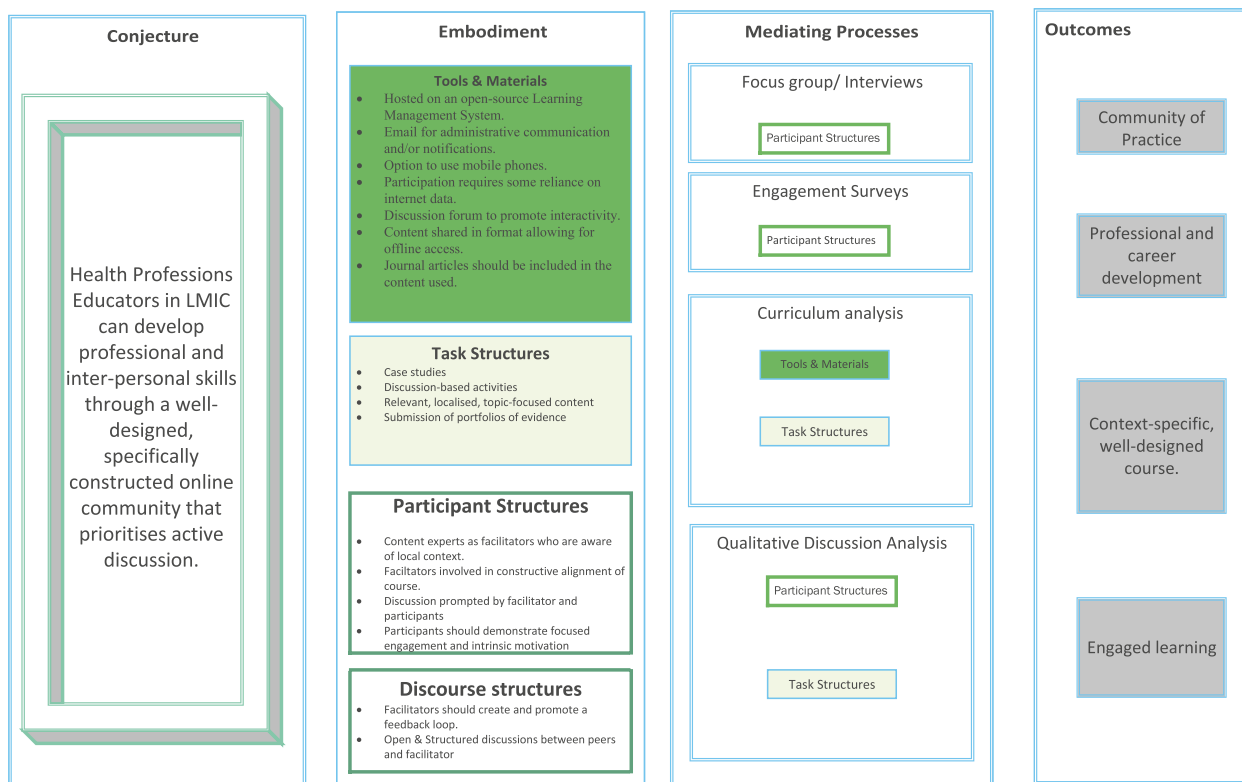 Conjecture
Health Professions
Educators in LMIC
can develop
professional and
inter-personal skills
through a well-
designed,
specifically
constructed online
community that
prioritises active
discussion.
Embodiment
Tools & Materials
• Hosted on an open-source Learning
Management System.
• Email for administrative communication
and/or notifications.
• Option to use mobile phones.
• Participation requires some reliance on
internet data.
• Discussion forum to promote interactivity.
• Content shared in format allowing for
offline access.
• Journal articles should be included in the
content used.
Task Structures
• Case studies
• Discussion-based activities
• Relevant, localised, topic-focused content
• Submission of portfolios of evidence
Participant Structures
• Content experts as facilitators who are aware
of local context.
• Faciltators involved in constructive alignment of
course.
• Discussion prompted by facilitator and
participants
• Participants should demonstrate focused
engagement and intrinsic motivation
Discourse structures
• Facilitators should create and promote a
feedback loop.
• Open & Structured discussions between peers
and facilitator
Mediating Processes
Focus group/ Interviews
Participant Structures
Engagement Surveys
Participant Structures
Curriculum analysis
Tools & Materials
Task Structures
Qualitative Discussion Analysis
Participant Structures
Task Structures
Outcomes
Community of
Practice
Professional and
career
development
Context-specific,
well-designed
course.
Engaged learning